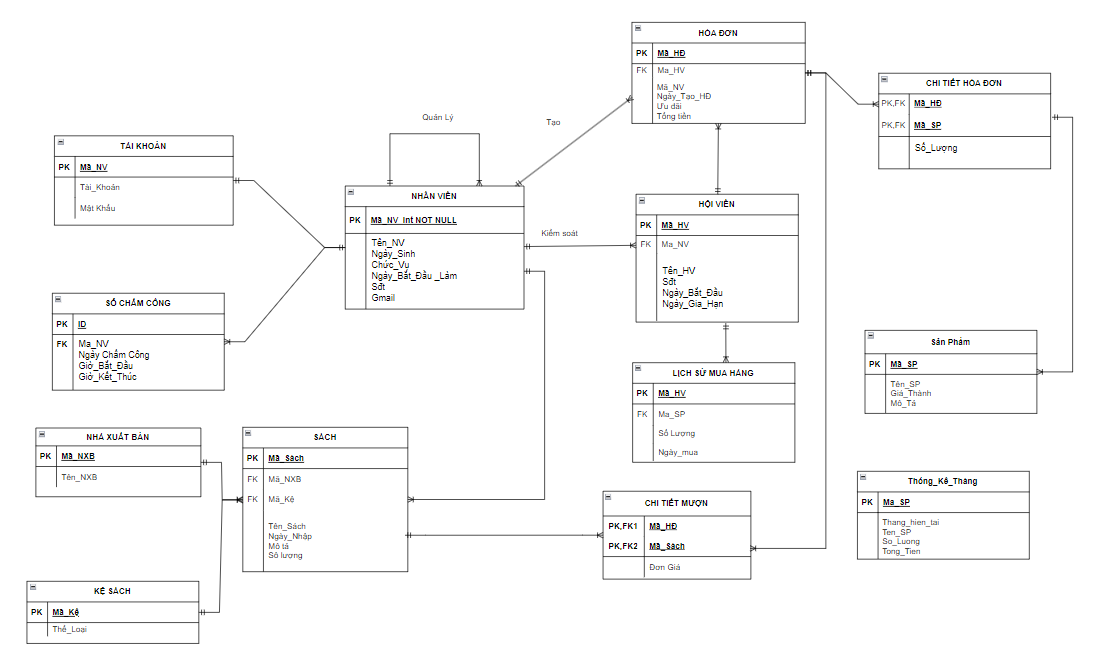 HÓA ĐƠN
PK Mã_HĐ
FK Ma_HV
Mã_NV
Ngày_Tạo_HĐ
Ưu đãi
Tổng tiền
CHI TIẾT HÓA ĐƠN
PK,FK Mã_HĐ
PK,FK Mã_SP
Số_Lượng
Quản Lý
Tạo
TÀI KHOẢN
PK Mã_NV
Tài_Khoản
Mật Khẩu
NHÂN VIÊN
PK Mã_NV int NOT NULL
Tên_NV
Ngày_Sinh
Chức_Vụ
Ngày_Bắt_Đầu _Làm
Sđt
Gmail
Kiểm soát
HỘI VIÊN
PK Mã_HV
FK Ma_NV
Tên_HV
Sđt
Ngày_Bắt_Đầu
Ngày_Gia_Hạn
SỔ CHẤM CÔNG
PK ID
FK Ma_NV
Ngày Chấm Công
Giờ_Bắt_Đầu
Giờ_Kết_Thúc
Sản Phẩm
PK Mã_SP
Tên_SP
Giá_Thành
Mô_Tả
LỊCH SỬ MUA HÀNG
PK Mã_HV
FK Ma_SP
Số Lượng
Ngày_mua
NHÀ XUẤT BẢN
PK Mã_NXB
Tên_NXB
SÁCH
PK Mã_Sách
FK Mã_NXB
FK Mã_Kệ
Tên_Sách
Ngày_Nhập
Mô tả
Số lượng
Thống_Kê_Tháng
PK Ma_SP
Thang_hien_tai
Ten_SP
So_Luong
Tong_Tien
CHI TIẾT MƯỢN
PK,FK1 Mã_HĐ
PK,FK2 Mã_Sách
Đơn Giá
KỆ SÁCH
PK Mã_Kệ
Thể_Loại